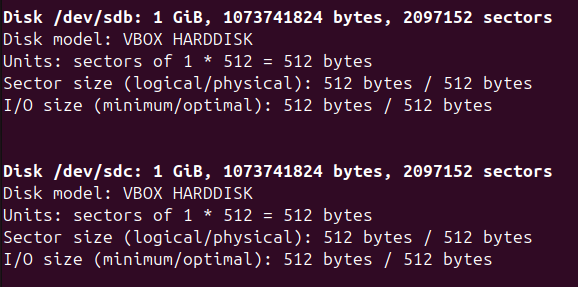 Disk /dev/sdb: 1 GiB, 1073741824 bytes, 2097152 sectors
Disk model: VBOX HARDDISK
Units: sectors of 1 * 512 = 512 bytes
Sector size (logical/physical): 512 bytes / 512 bytes
I/O size (minimum/optimal): 512 bytes / 512 bytes
Disk /dev/sdc: 1 GiB, 1073741824 bytes, 2097152 sectors
Disk model: VBOX HARDDISK
Units: sectors of 1 * 512 = 512 bytes
Sector size (logical/physical): 512 bytes / 512 bytes
I/O size (minimum/optimal): 512 bytes / 512 bytes